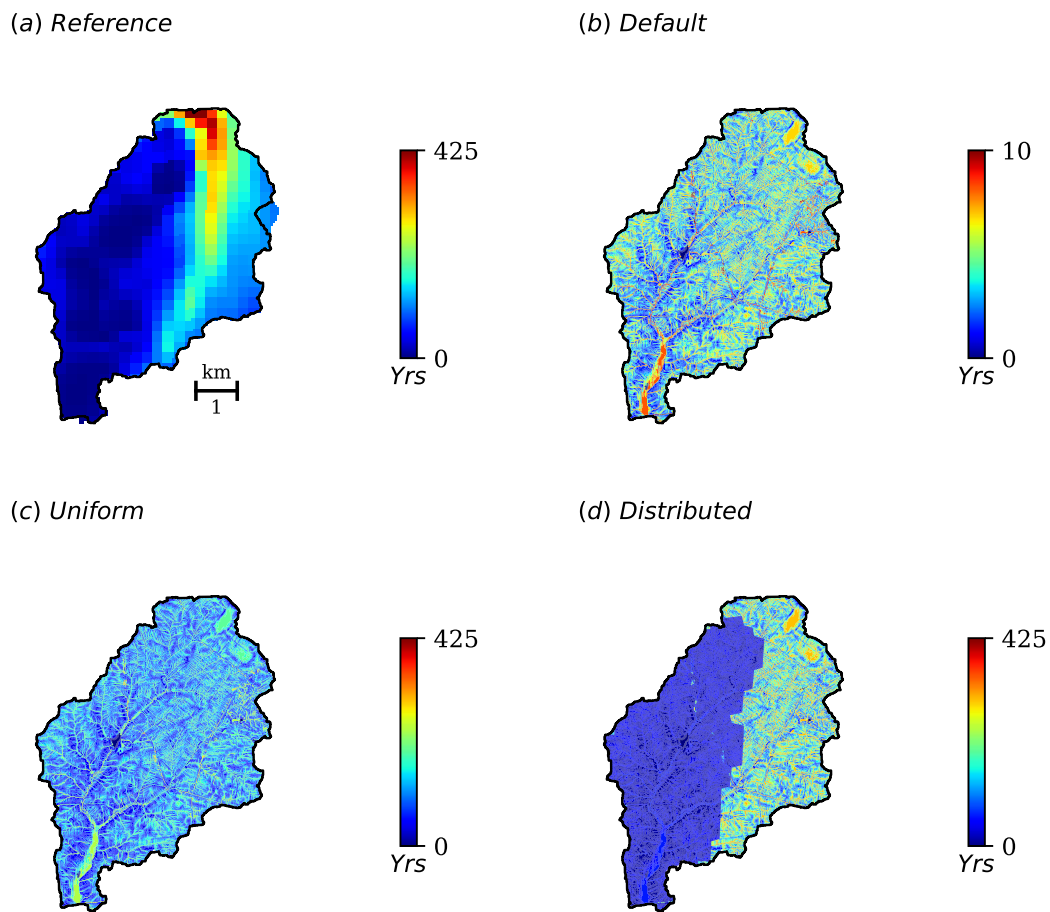 (a) Reference
(b) Default
425
0
Yrs
km
1
10
0
Yrs
(c) Uniform
(d) Distributed
425
0
Yrs
425
0
Yrs